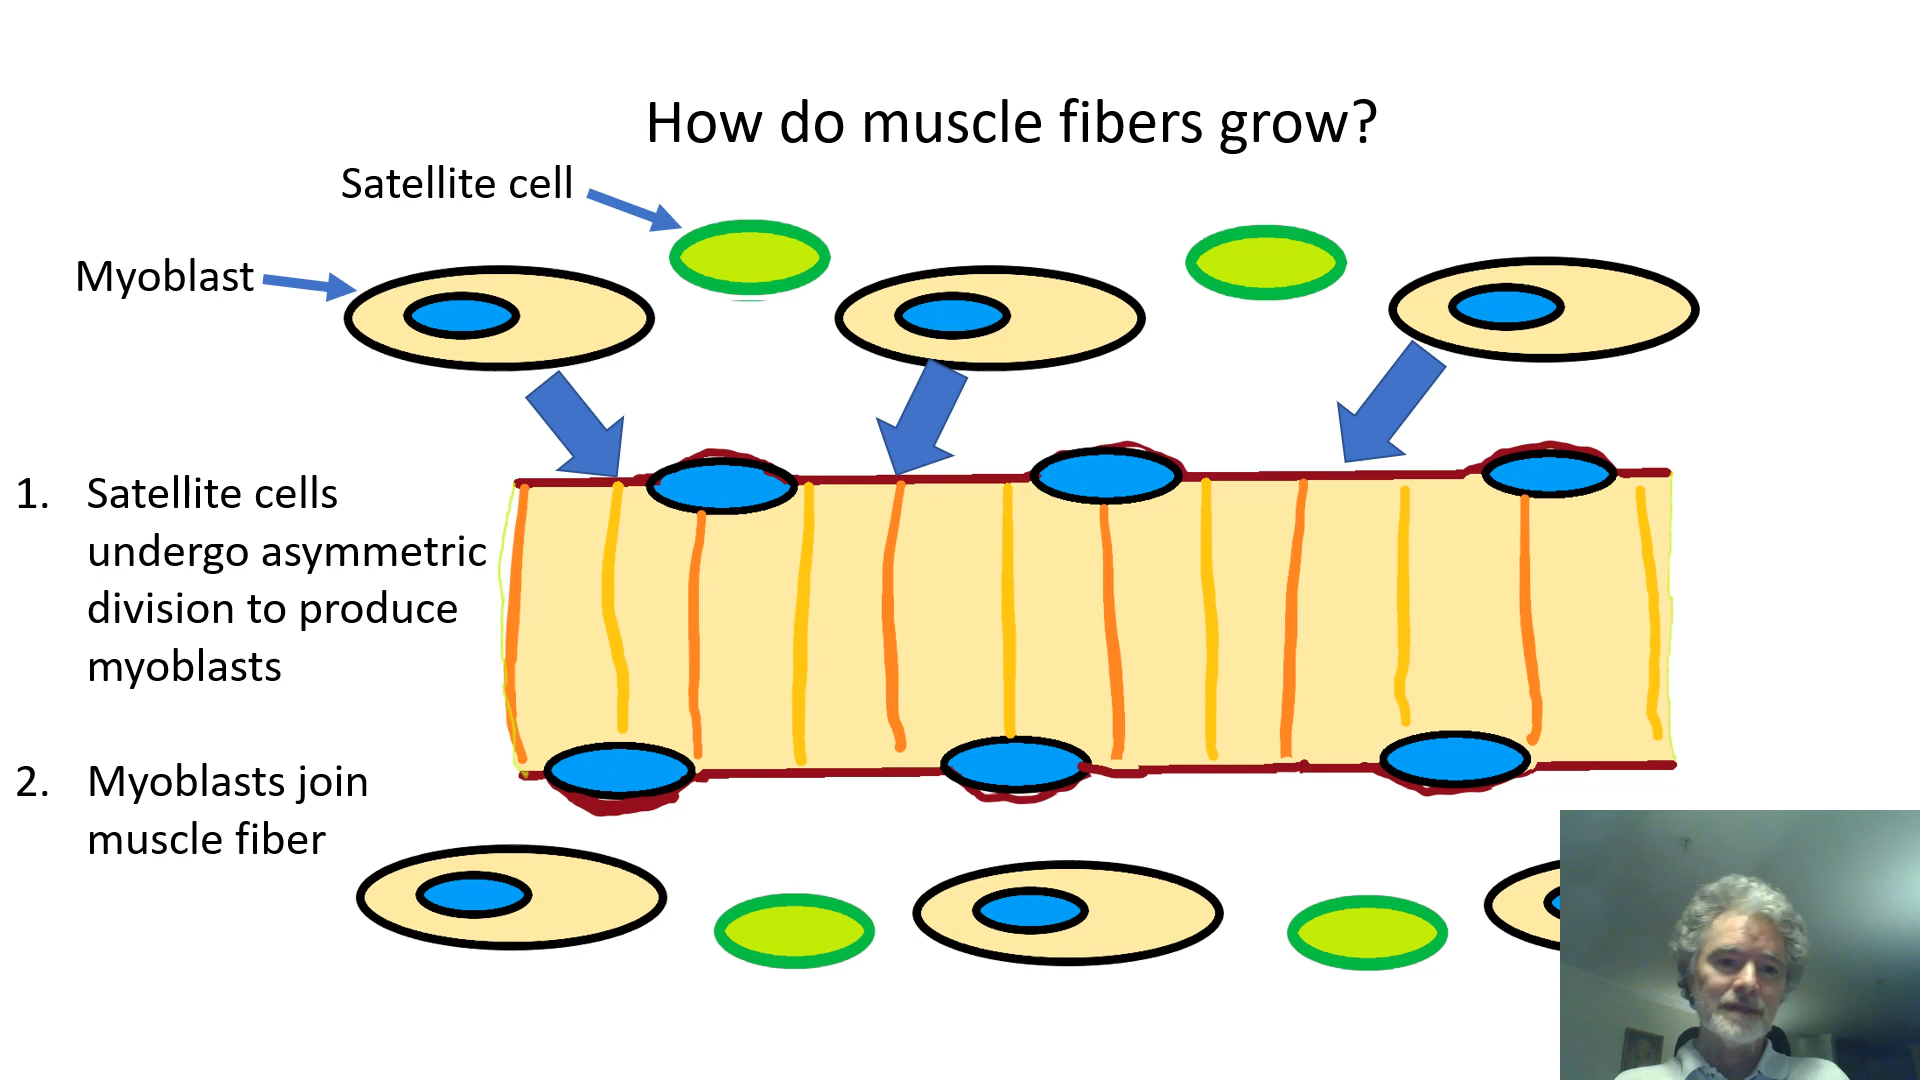 How do muscle fibers grow?
Satellite cell
Myoblast
1. Satellite cells
undergo asymmetric
division to produce
myoblasts
2. Myoblasts join
muscle fiber